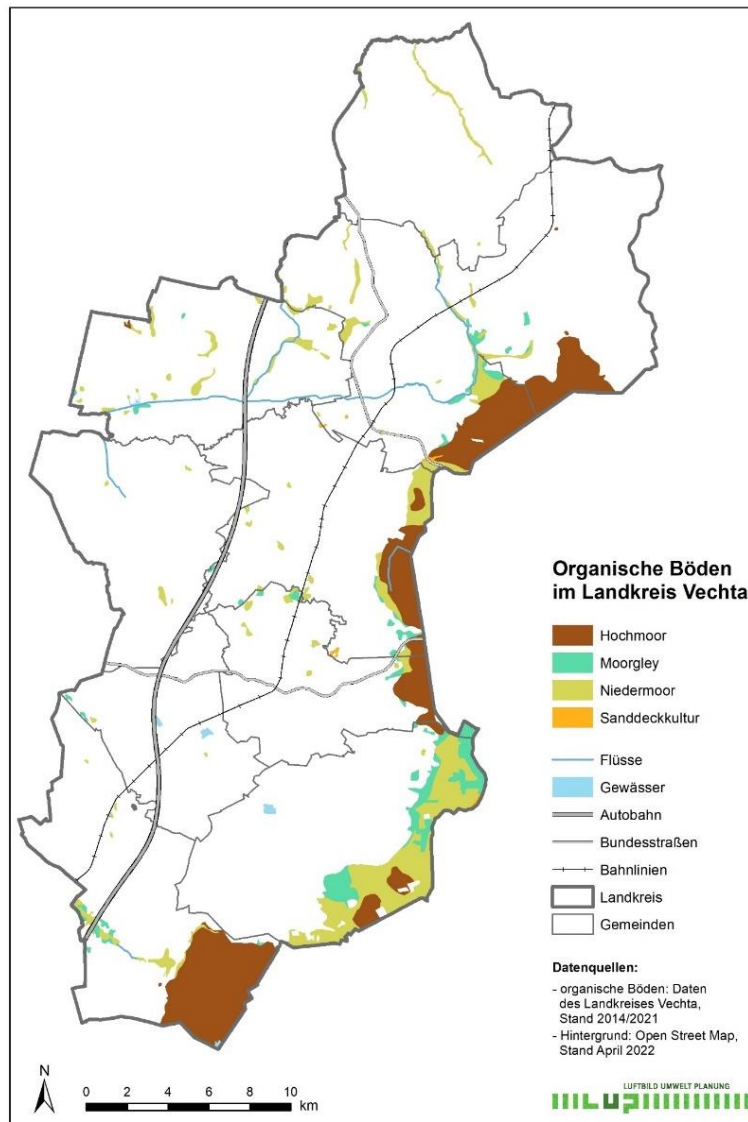 Organische Böden
im Landkreis Vechta
Hochmoor
Moorgley
Niedermoor
Sanddeckkultur
Flüsse
Gewässer
Autobahn
Bundesstraßen
Bahnlinien
Landkreis
Gemeinden
Datenquellen:
- organische Böden: Daten
des Landkreises Vechta,
Stand 2014/2021
- Hintergrund: Open Street Map,
Stand April 2022
N
0 2 4 6 8 10
km
LUFTBILD UMWELT PLANUNG
LUP